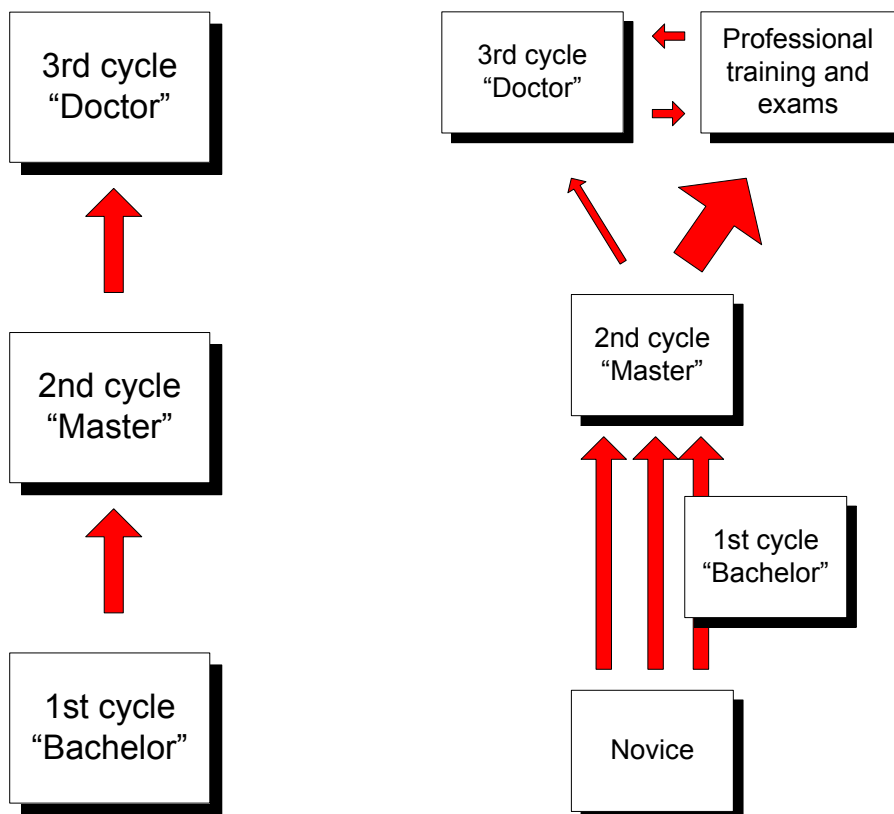 3rd cycle
“Doctor”
2nd cycle
“Master”
1st cycle
“Bachelor”
3rd cycle
“Doctor”
Professional
training and
exams
2nd cycle
“Master”
1st cycle
“Bachelor”
Novice